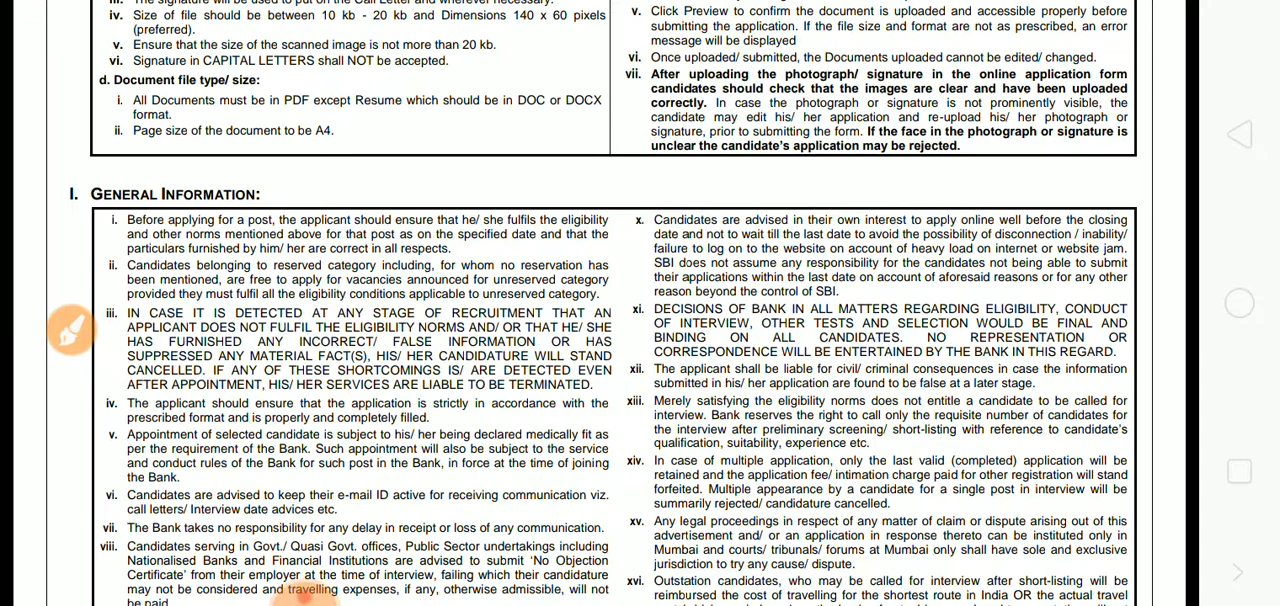 iii. The signature will be used to put on the Call Letter and wherever necessary.
iv. Size of file should be between 10 kb - 20 kb and Dimensions 140 x 60 pixels
(preferred).
v. Ensure that the size of the scanned image is not more than 20 kb.
vi. Signature in CAPITAL LETTERS shall NOT be accepted.
d. Document file type/ size:
i. All Documents must be in PDF except Resume which should be in DOC or DOCX
format.
ii. Page size of the document to be A4.
v. Click Preview to confirm the document is uploaded and accessible properly before
submitting the application. If the file size and format are not as prescribed, an error
message will be displayed
vi. Once uploaded/ submitted, the Documents uploaded cannot be edited/ changed.
vii. After uploading the photograph/ signature in the online application form
candidates should check that the images are clear and have been uploaded
correctly. In case the photograph or signature is not prominently visible, the
candidate may edit his/ her application and re-upload his/ her photograph or
signature, prior to submitting the form. If the face in the photograph or signature is
unclear the candidate's application may be rejected.
I. GENERAL INFORMATION:
i. Before applying for a post, the applicant should ensure that he/ she fulfils the eligibility
and other norms mentioned above for that post as on the specified date and that the
particulars furnished by him/ her are correct in all respects.
ii. Candidates belonging to reserved category including, for whom no reservation has
been mentioned, are free to apply for vacancies announced for unreserved category
provided they must fulfil all the eligibility conditions applicable to unreserved category.
iii. IN CASE IT IS DETECTED AT ANY STAGE OF RECRUITMENT THAT AN
APPLICANT DOES NOT FULFIL THE ELIGIBILITY NORMS AND/ OR THAT HE/ SHE
HAS FURNISHED ANY INCORRECT/ FALSE INFORMATION OR HAS
SUPPRESSED ANY MATERIAL FACT(S), HIS/ HER CANDIDATURE WILL STAND
CANCELLED. IF ANY OF THESE SHORTCOMINGS IS/ ARE DETECTED EVEN
AFTER APPOINTMENT, HIS/ HER SERVICES ARE LIABLE TO BE TERMINATED.
iv. The applicant should ensure that the application is strictly in accordance with the
prescribed format and is properly and completely filled.
v. Appointment of selected candidate is subject to his/ her being declared medically fit as
per the requirement of the Bank. Such appointment will also be subject to the service
and conduct rules of the Bank for such post in the Bank, in force at the time of joining
the Bank.
vi. Candidates are advised to keep their e-mail ID active for receiving communication viz.
call letters/ Interview date advices etc.
vii. The Bank takes no responsibility for any delay in receipt or loss of any communication.
viii. Candidates serving in Govt./ Quasi Govt. offices, Public Sector undertakings including
Nationalised Banks and Financial Institutions are advised to submit 'No Objection
Certificate' from their employer at the time of interview, failing which their candidature
may not be considered and travelling expenses, if any, otherwise admissible, will not
be paid.
x. Candidates are advised in their own interest to apply online well before the closing
date and not to wait till the last date to avoid the possibility of disconnection / inability/
failure to log on to the website on account of heavy load on internet or website jam.
SBI does not assume any responsibility for the candidates not being able to submit
their applications within the last date on account of aforesaid reasons or for any other
reason beyond the control of SBI.
xi. DECISIONS OF BANK IN ALL MATTERS REGARDING ELIGIBILITY, CONDUCT
OF INTERVIEW, OTHER TESTS AND SELECTION WOULD BE FINAL AND
BINDING ON ALL CANDIDATES. NO REPRESENTATION OR
CORRESPONDENCE WILL BE ENTERTAINED BY THE BANK IN THIS REGARD.
xii. The applicant shall be liable for civil/ criminal consequences in case the information
submitted in his/ her application are found to be false at a later stage.
xiii. Merely satisfying the eligibility norms does not entitle a candidate to be called for
interview. Bank reserves the right to call only the requisite number of candidates for
the interview after preliminary screening/ short-listing with reference to candidate's
qualification, suitability, experience etc.
xiv. In case of multiple application, only the last valid (completed) application will be
retained and the application fee/ intimation charge paid for other registration will stand
forfeited. Multiple appearance by a candidate for a single post in interview will be
summarily rejected/ candidature cancelled.
xv. Any legal proceedings in respect of any matter of claim or dispute arising out of this
advertisement and/ or an application in response thereto can be instituted only in
Mumbai and courts/ tribunals/ forums at Mumbai only shall have sole and exclusive
jurisdiction to try any cause/ dispute.
xvi. Outstation candidates, who may be called for interview after short-listing will be
reimbursed the cost of travelling for the shortest route in India OR the actual travel